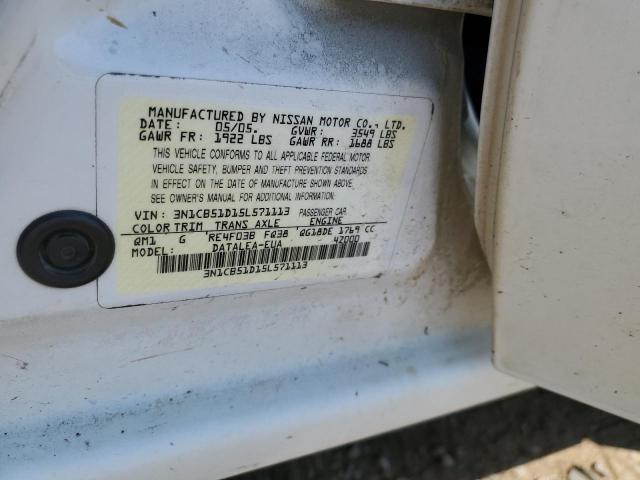 MANUFACTURED BY NISSAN MOTOR CO., LTD.
DATE: 05/05. GVWR: 3549 LBS
GAWR FR: 1922 LBS GAWR RR: 1688 LBS
THIS VEHICLE CONFORMS TO ALL APPLICABLE FEDERAL MOTOR
VEHICLE SAFETY, BUMPER, AND THEFT PREVENTION STANDARDS
IN EFFECT ON THE DATE OF MANUFACTURE SHOWN ABOVE.
SEE OWNER'S MANUAL FOR ADDITIONAL INFORMATION.
VIN: 3N1CB51D15L571113 PASSENGER CAR
COLOR TRIM, TRANS AXLE ENGINE
QM1 G RE4F03B FQ38 QG18DE 1769 CC
MODEL: DATALEA-EUA 42000
3N1CB51D15L571113